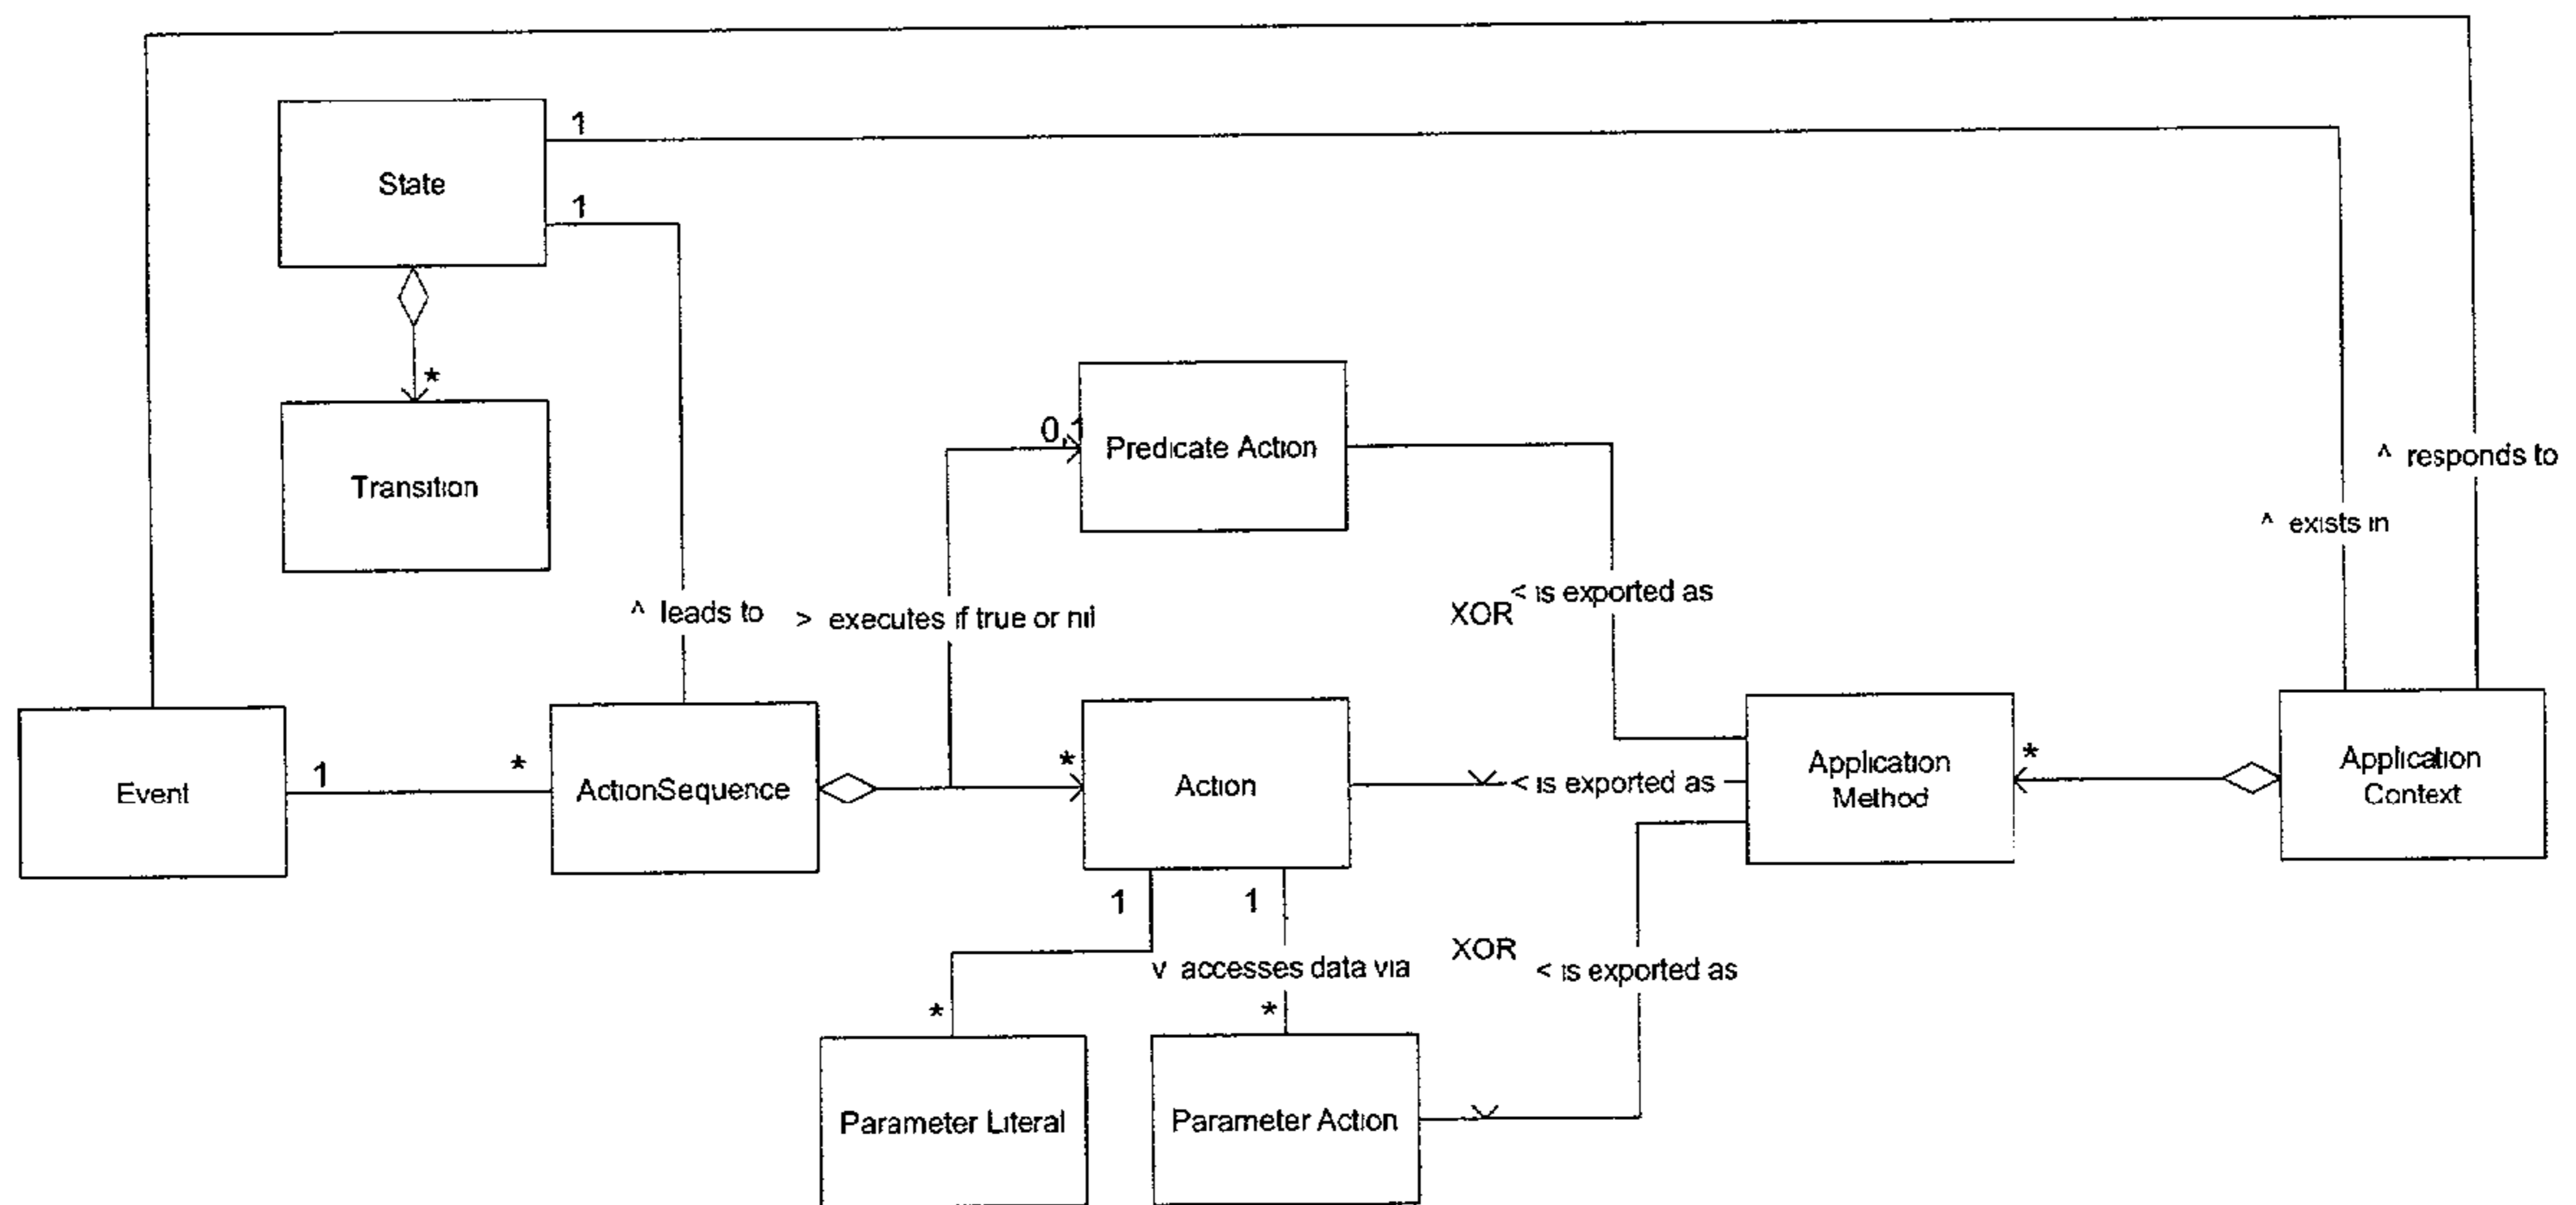 1
State
1
*
Transition
0,1
Predicate Action
^ responds to
^ exists in
< is exported as
XOR
^ leads to
> executes if true or nil
Event
1
*
ActionSequence
*
Action
< is exported as
Application
Method
*
Application
Context
1
1
XOR
v accesses data via
< is exported as
*
*
Parameter Literal
Parameter Action